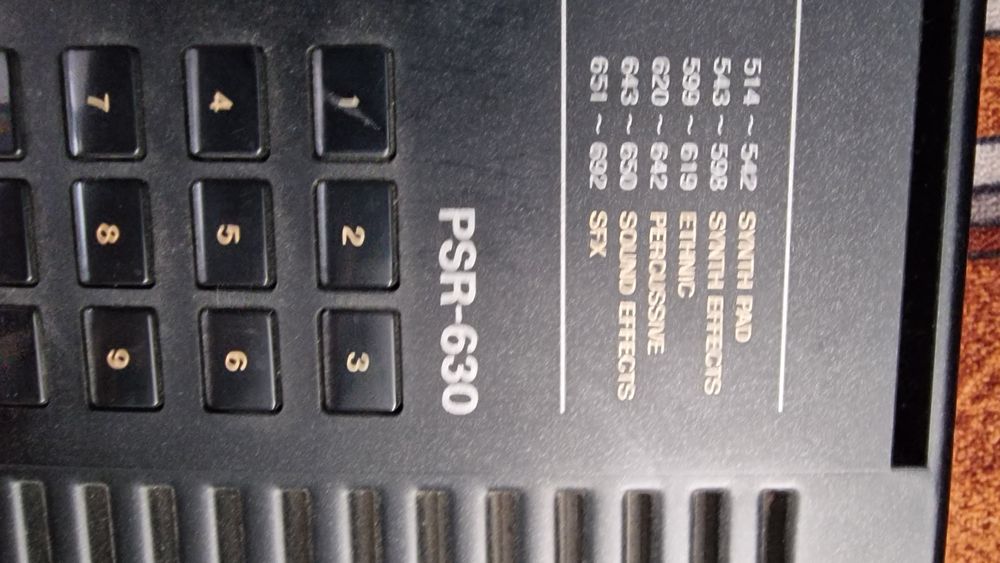 514 ~ 542 SYNTH PAD
543 ~ 598 SYNTH EFFECTS
599 ~ 619 ETHNIC
620 ~ 642 PERCUSSIVE
643 ~ 650 SOUND EFFECTS
651 ~ 692 SFX
PSR-630
1 2 3
4 5 6
7 8 9